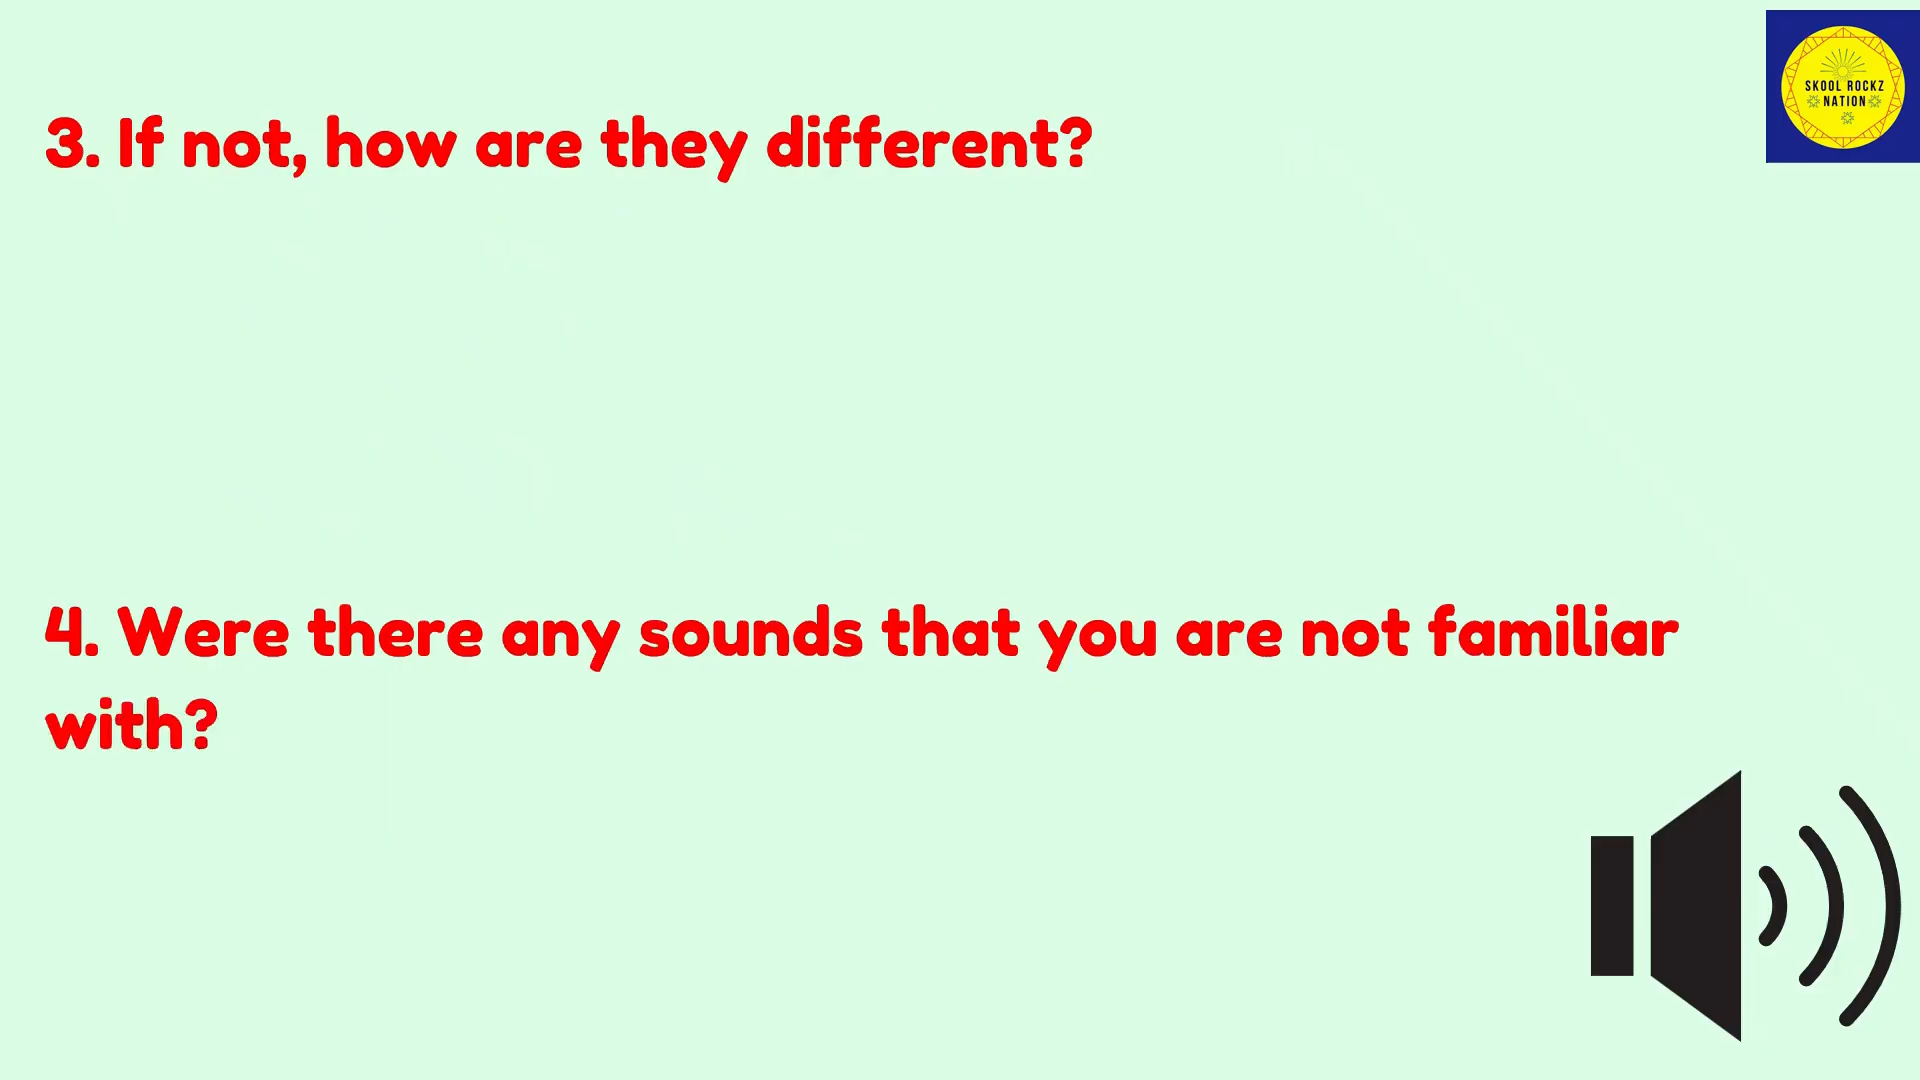 SKOOL ROCKZ
NATION
3. If not, how are they different?
4. Were there any sounds that you are not familiar
with?